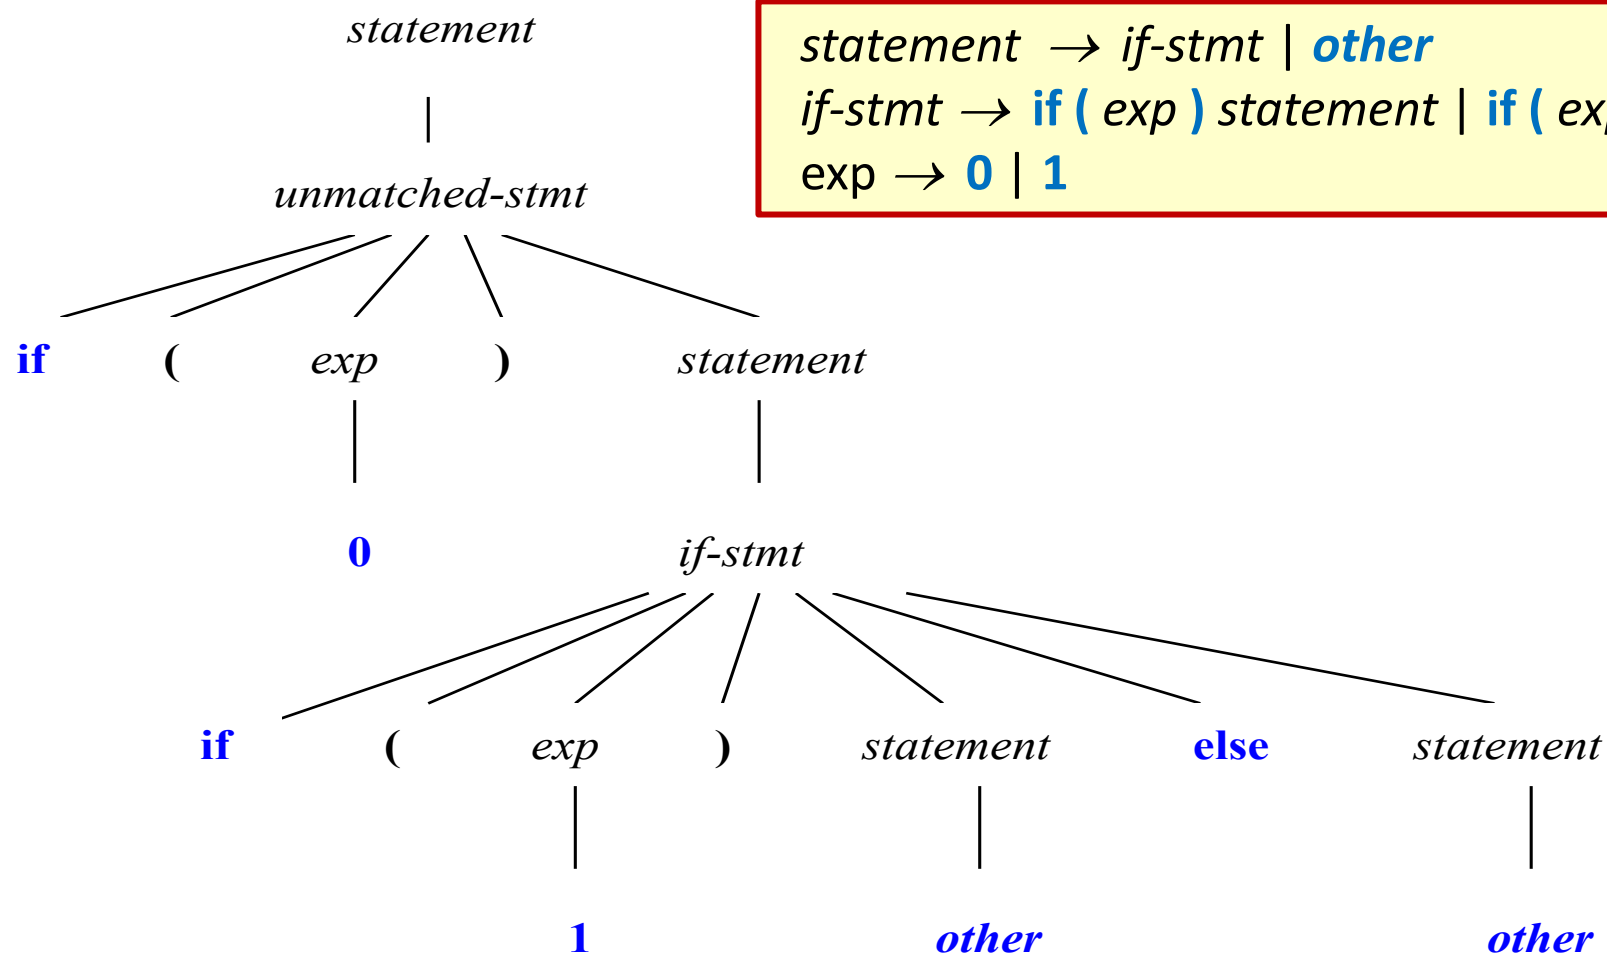 statement
statement → if-stmt | other
if-stmt → if ( exp ) statement | if (
exp → 0 | 1
unmatched-stmt
if ( exp ) statement
0 if-stmt
if ( exp ) statement else statement
1 other other